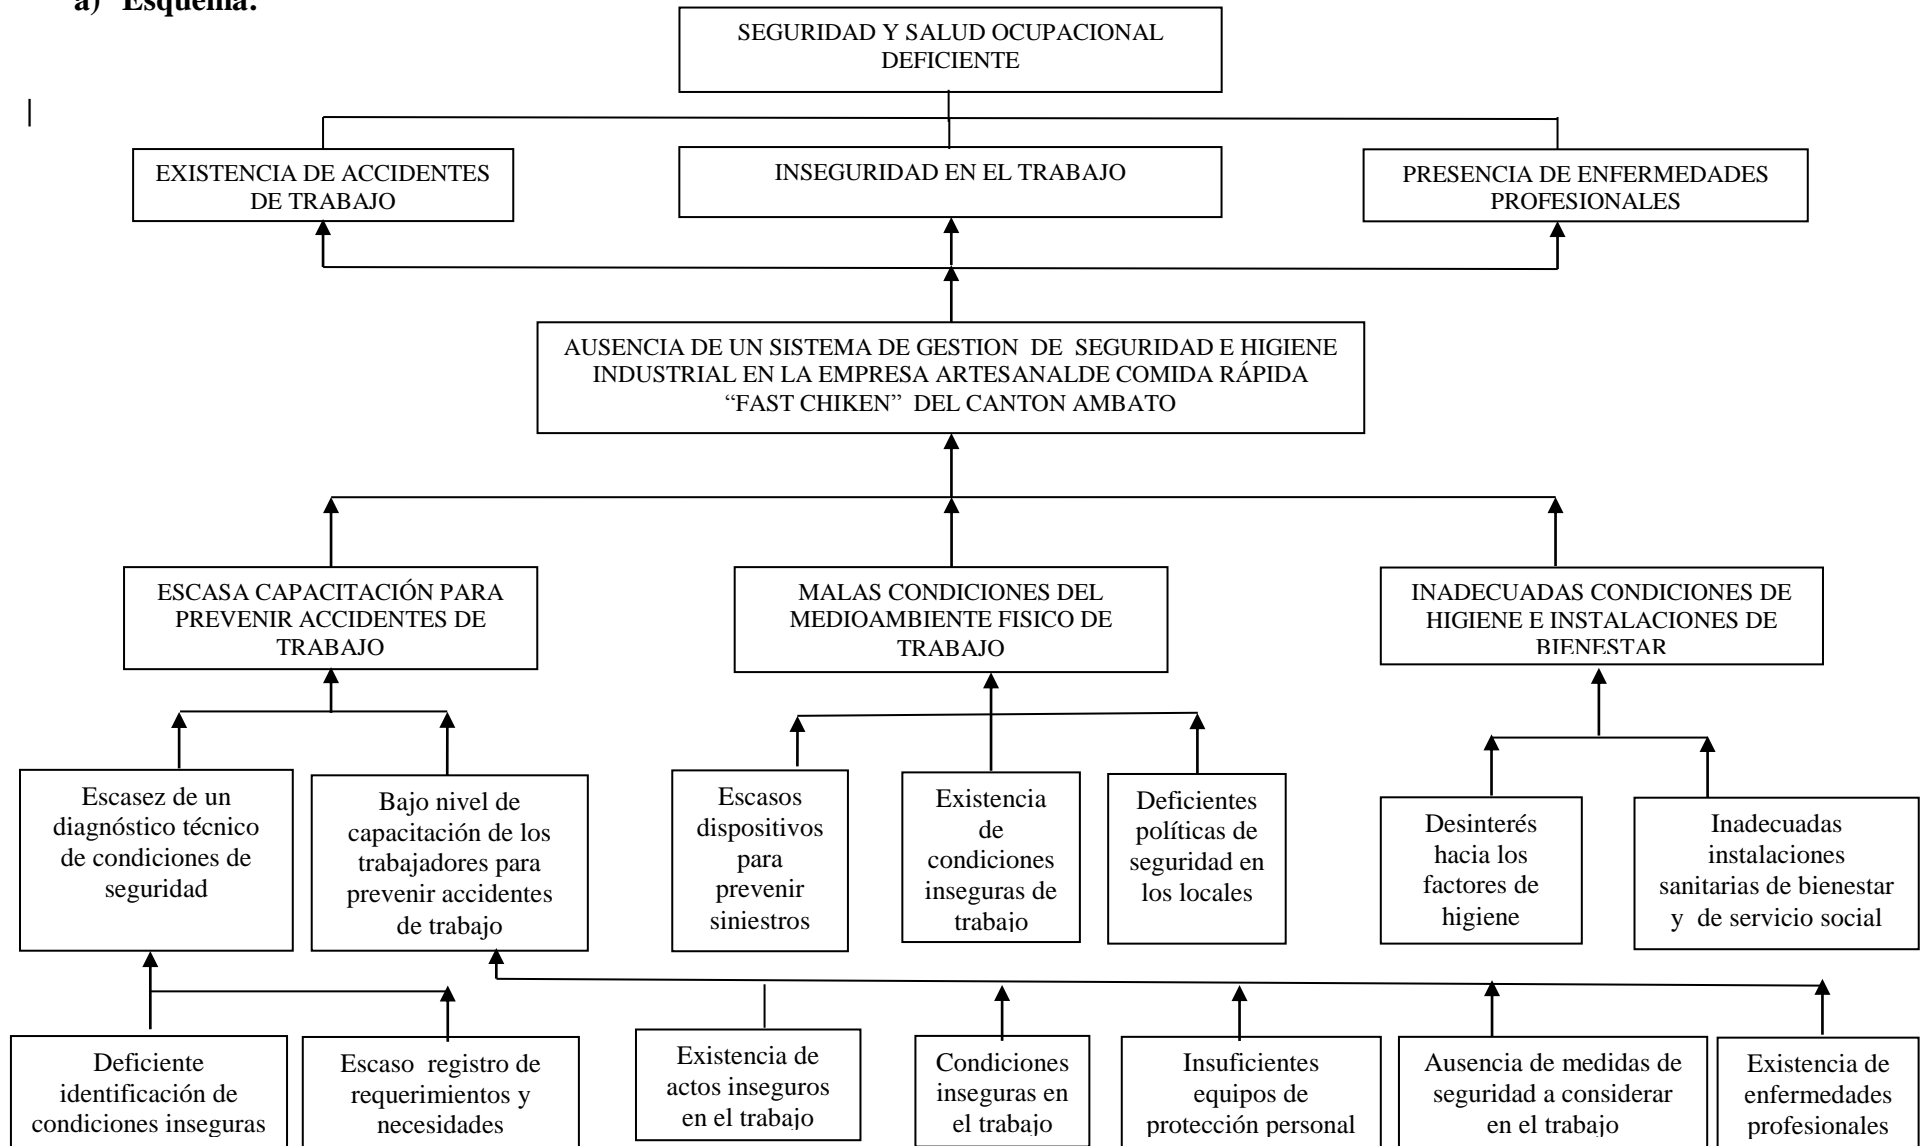 a) Esquema:
SEGURIDAD Y SALUD OCUPACIONAL
DEFICIENTE
EXISTENCIA DE ACCIDENTES
DE TRABAJO
INSEGURIDAD EN EL TRABAJO
PRESENCIA DE ENFERMEDADES
PROFESIONALES
AUSENCIA DE UN SISTEMA DE GESTION DE SEGURIDAD E HIGIENE
INDUSTRIAL EN LA EMPRESA ARTESANALDE COMIDA RÁPIDA
“FAST CHIKEN” DEL CANTON AMBATO
ESCASA CAPACITACIÓN PARA
PREVENIR ACCIDENTES DE
TRABAJO
MALAS CONDICIONES DEL
MEDIOAMBIENTE FISICO DE
TRABAJO
INADECUADAS CONDICIONES DE
HIGIENE E INSTALACIONES DE
BIENESTAR
Escasez de un
diagnóstico técnico
de condiciones de
seguridad
Bajo nivel de
capacitación de los
trabajadores para
prevenir accidentes
de trabajo
Escasos
dispositivos
para
prevenir
siniestros
Existencia
de
condiciones
inseguras de
trabajo
Deficientes
políticas de
seguridad en
los locales
Desinterés
hacia los
factores de
higiene
Inadecuadas
instalaciones
sanitarias de bienestar
y de servicio social
Deficiente
identificación de
condiciones inseguras
Escaso registro de
requerimientos y
necesidades
Existencia de
actos inseguros
en el trabajo
Condiciones
inseguras en
el trabajo
Insuficientes
equipos de
protección personal
Ausencia de medidas de
seguridad a considerar
en el trabajo
Existencia de
enfermedades
profesionales